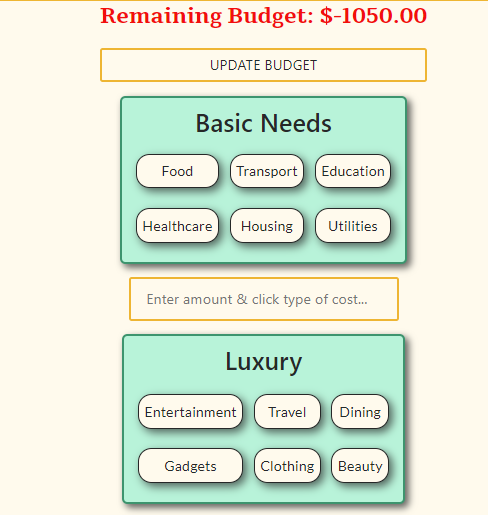 Remaining Budget: $-1050.00
UPDATE BUDGET
Basic Needs
Food Transport Education
Healthcare Housing Utilities
Enter amount & click type of cost...
Luxury
Entertainment Travel Dining
Gadgets Clothing Beauty